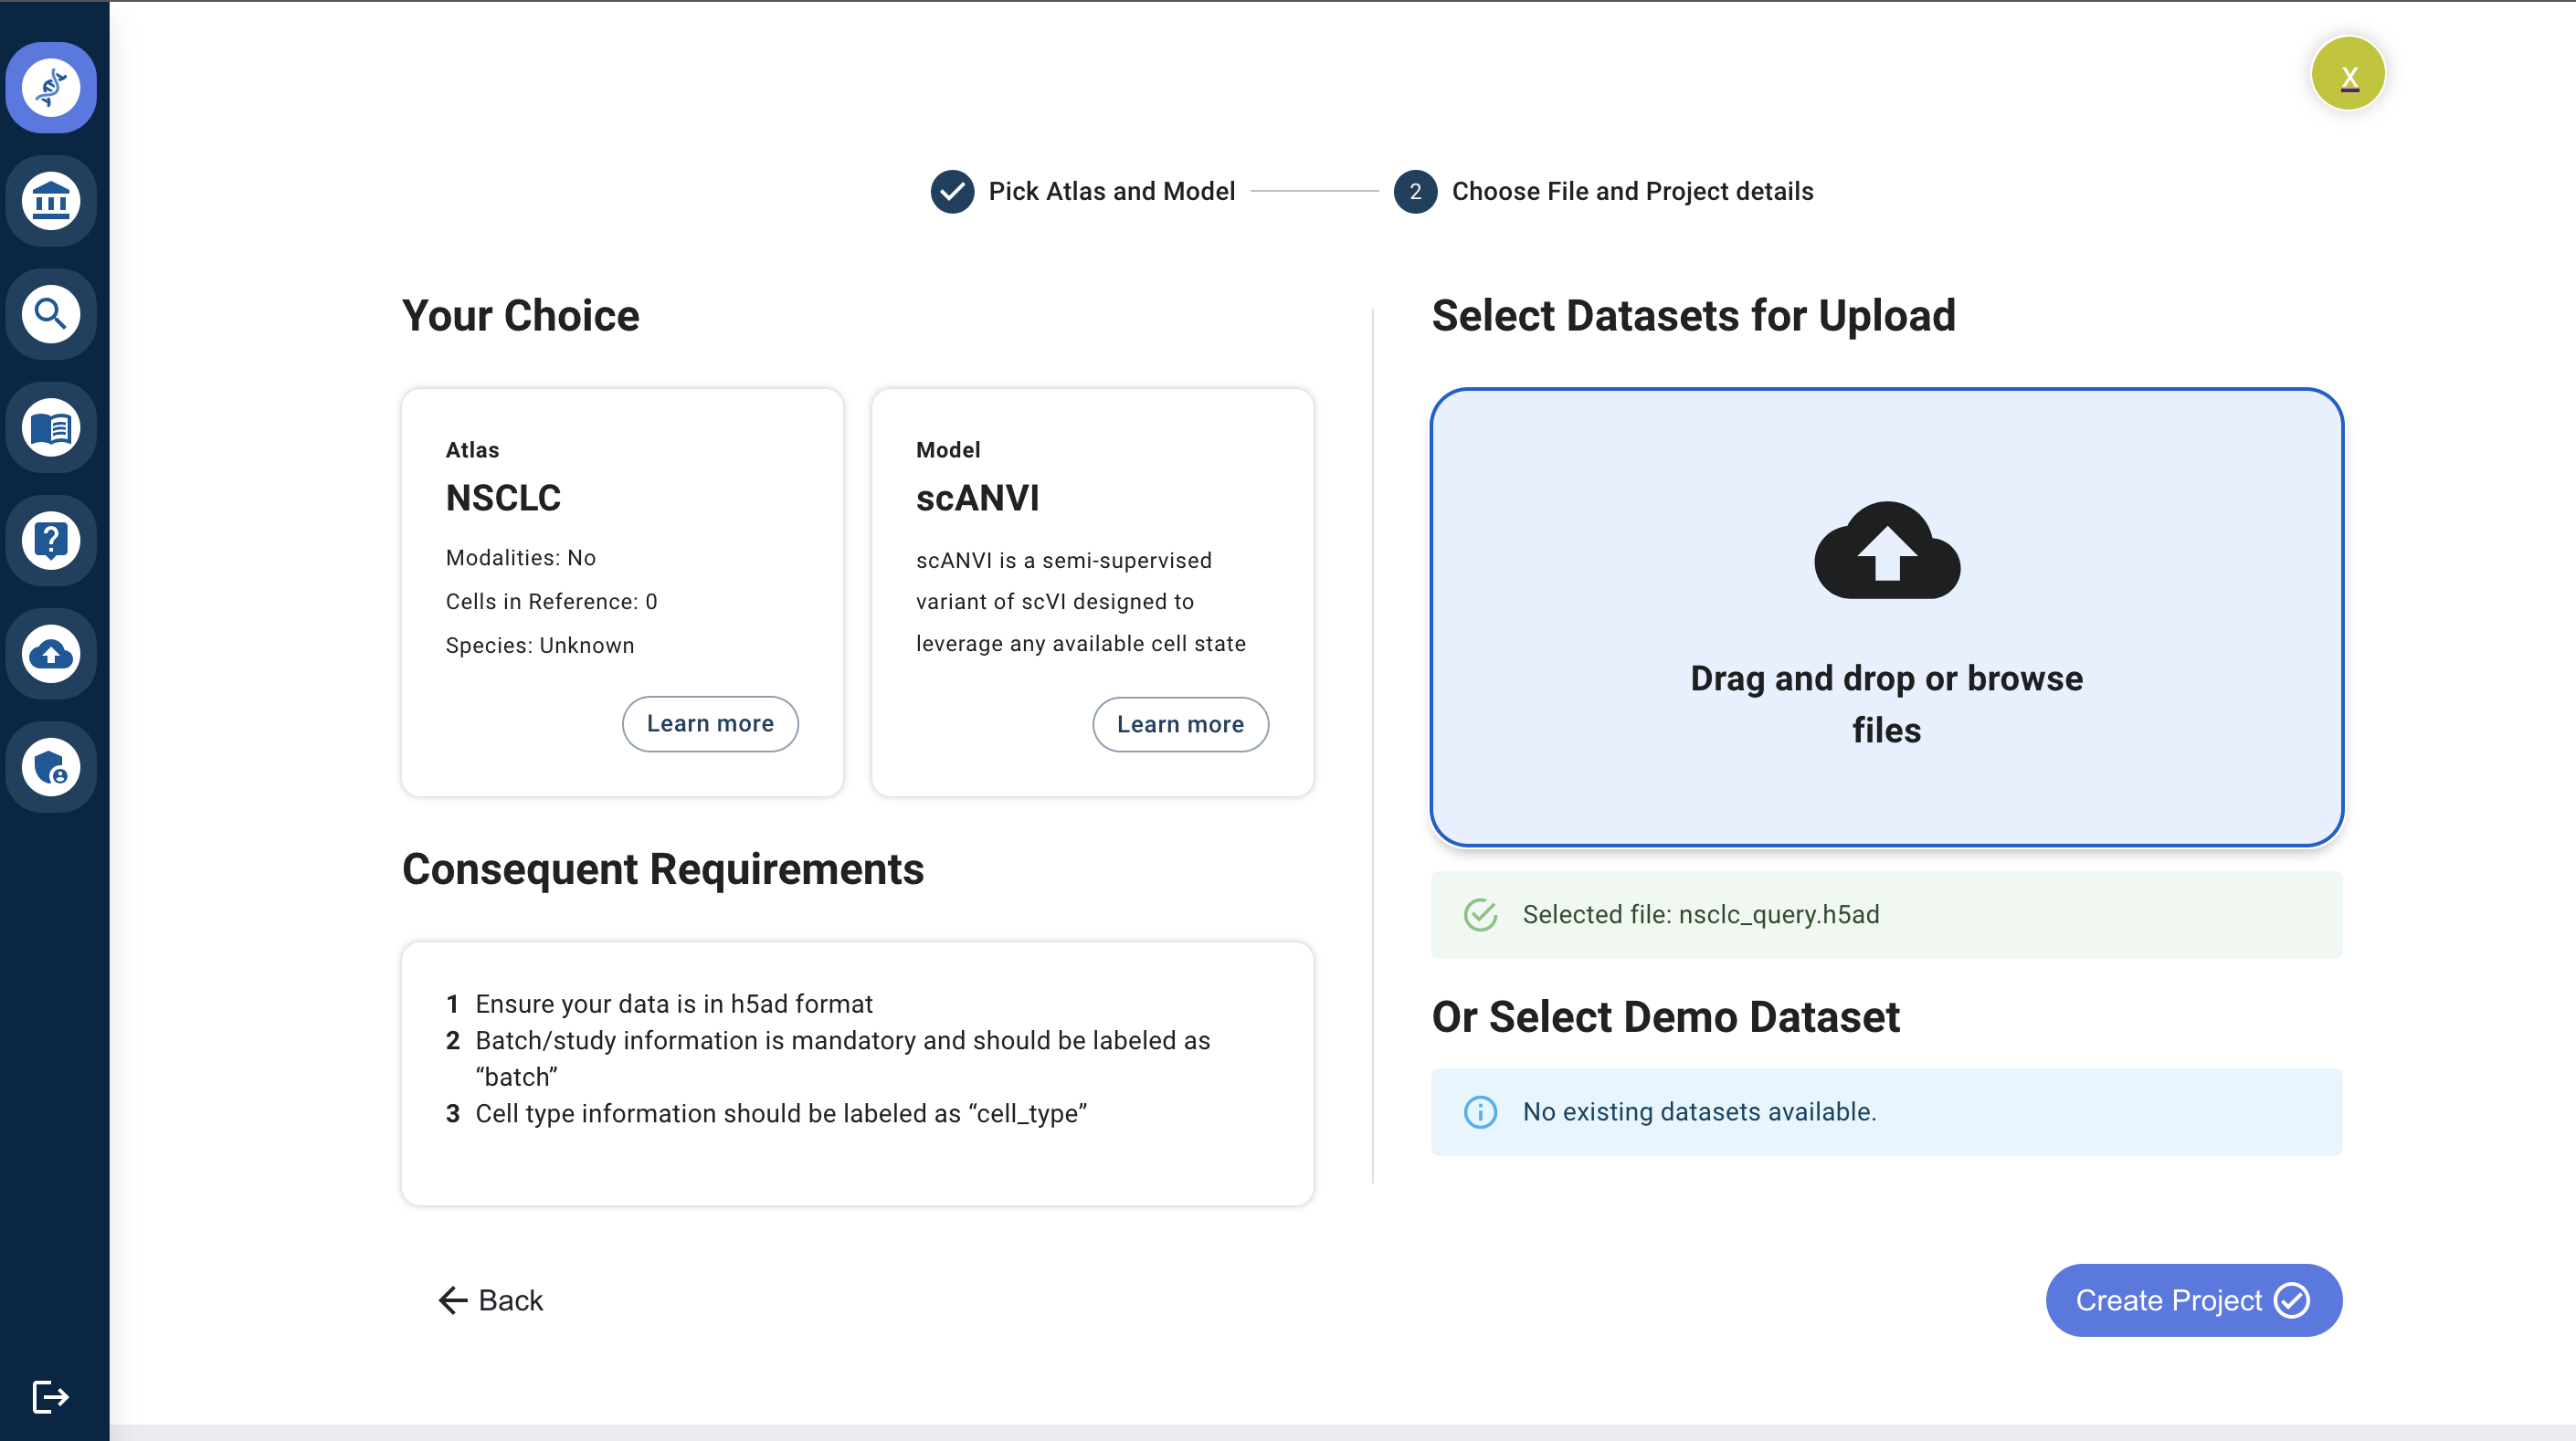 X
Pick Atlas and Model
2
Choose File and Project details
Your Choice
Atlas
NSCLC
Modalities: No
Cells in Reference: 0
Species: Unknown
Learn more
Model
scANVI
scANVI is a semi-supervised
variant of scVI designed to
leverage any available cell state
Learn more
Consequent Requirements
1 Ensure your data is in h5ad format
2 Batch/study information is mandatory and should be labeled as
“batch”
3 Cell type information should be labeled as “cell_type”
Back
Select Datasets for Upload
Drag and drop or browse
files
Selected file: nsclc_query.h5ad
Or Select Demo Dataset
No existing datasets available.
Create Project